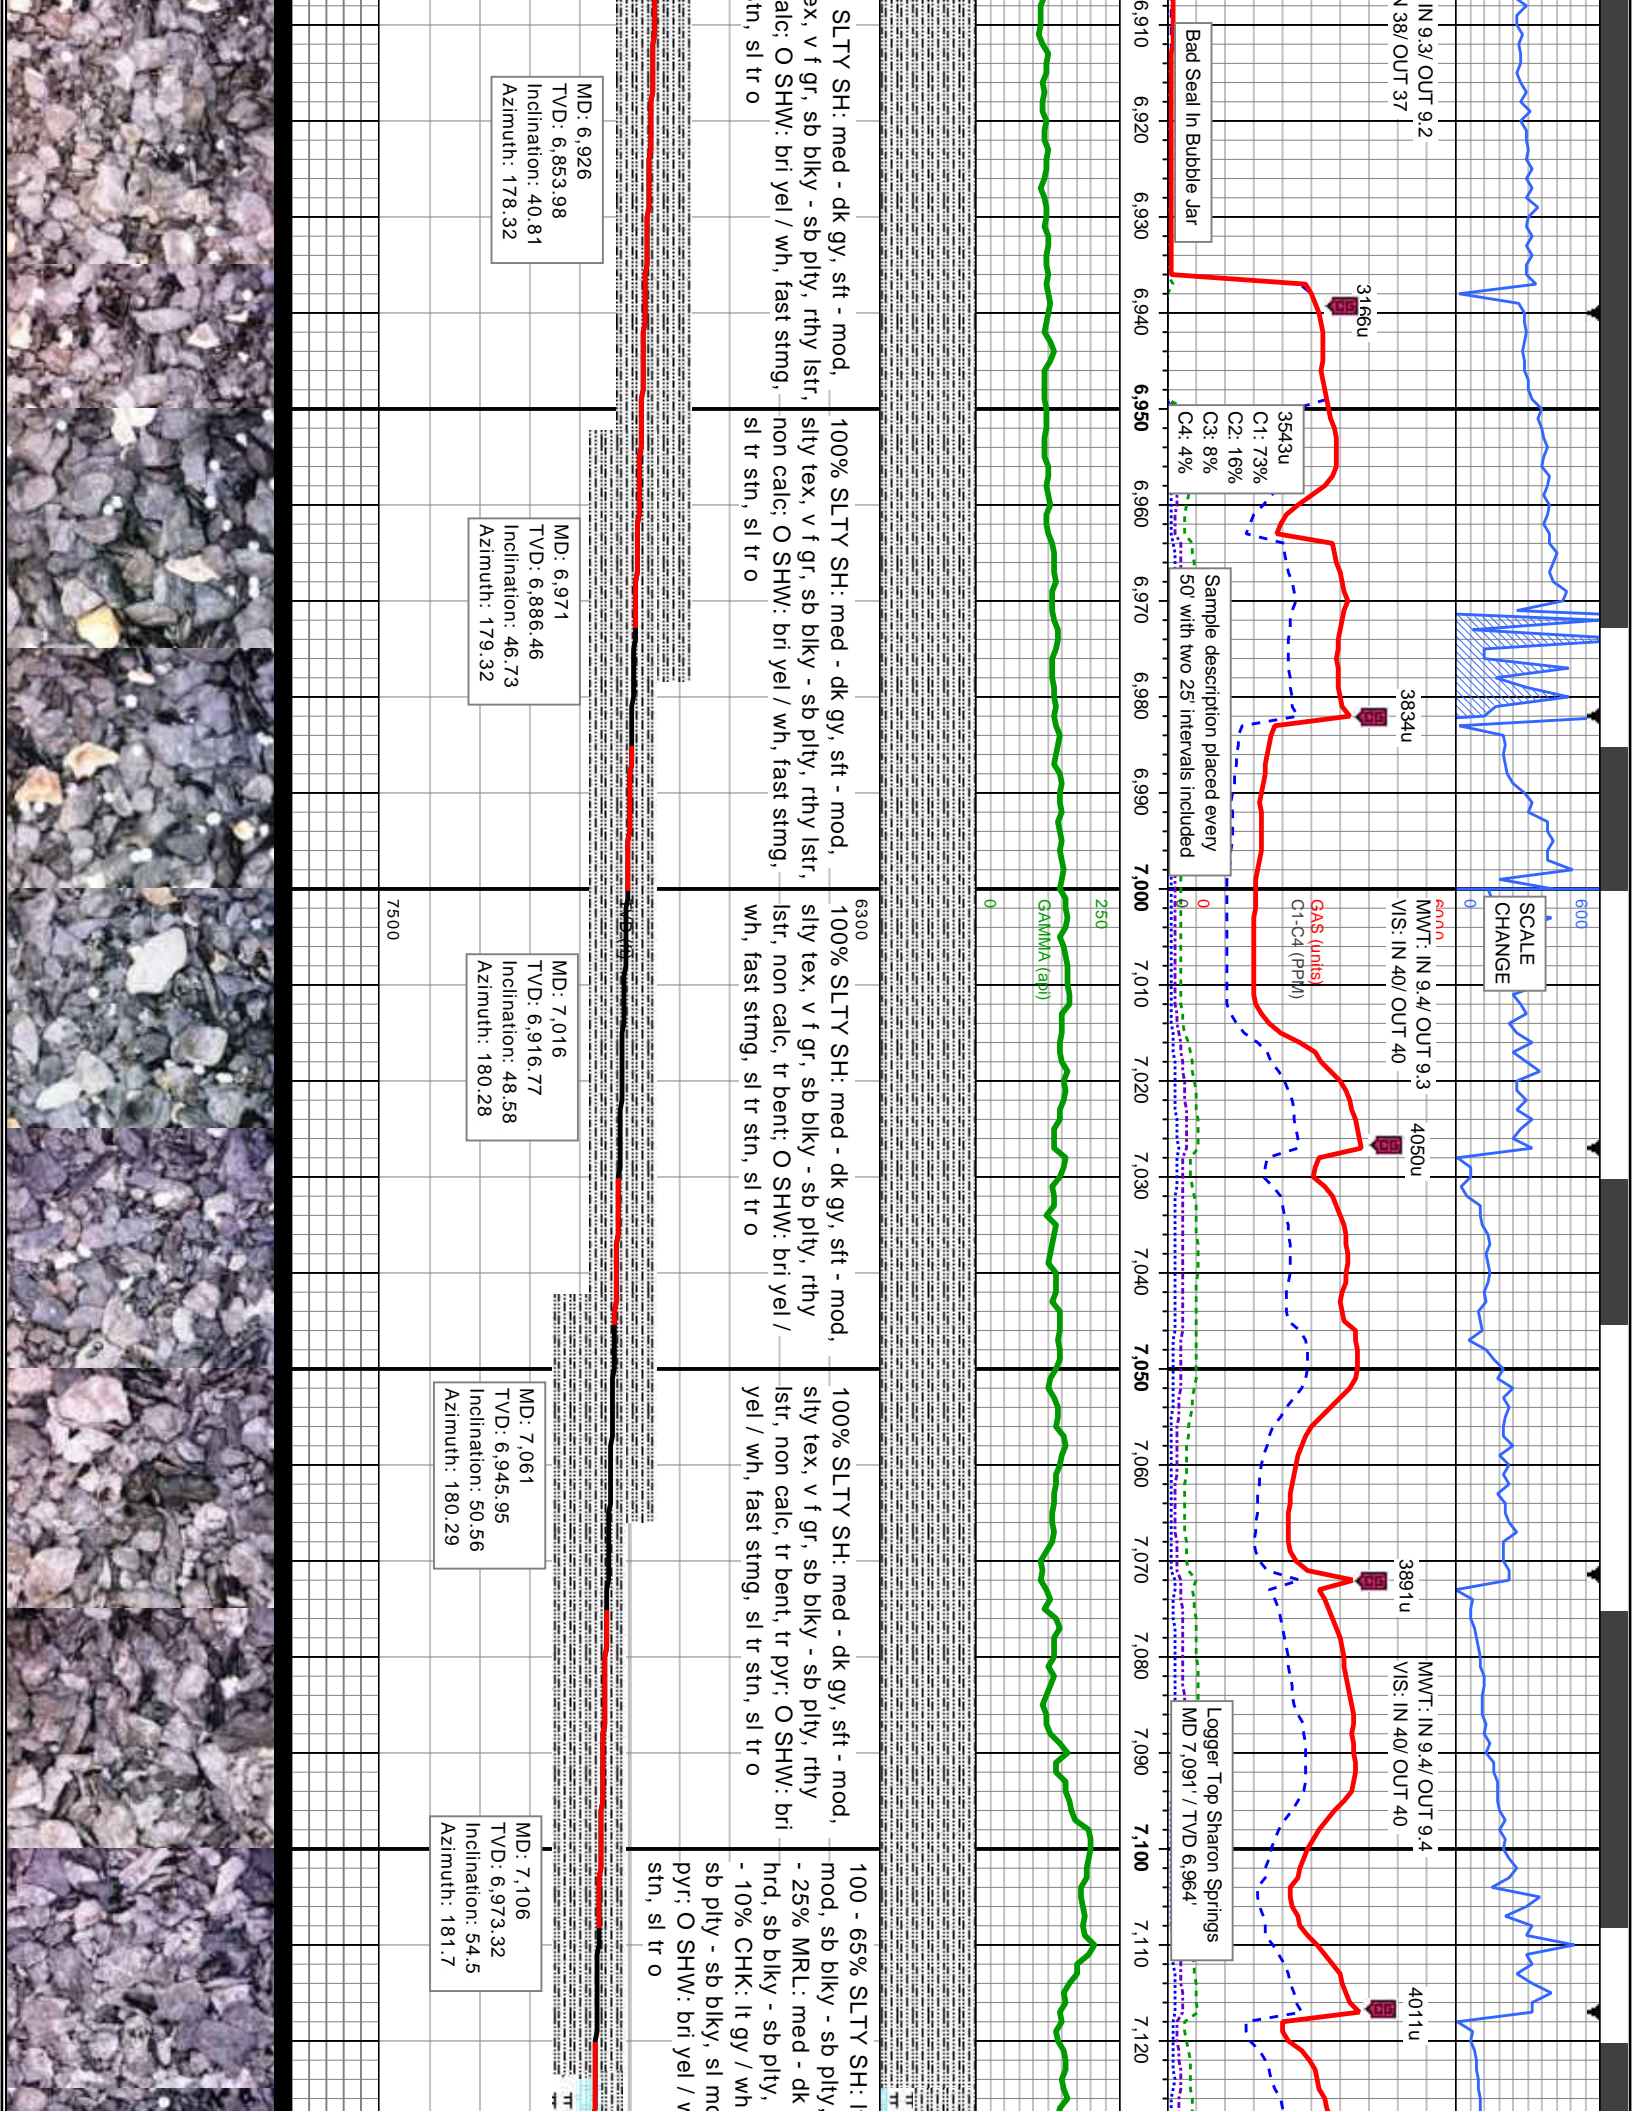 IN 9.3/ OUT 9.2
N 38/ OUT 37
SCALE
CHANGE
0
600
MWT: IN 9.4/ OUT 9.3
VIS: IN 40/ OUT 40
MWT: IN 9.4/ OUT 9.4
VIS: IN 40/ OUT 40
3166u
3834u
4050u
3891u
4011u
Bad Seal In Bubble Jar
3543u
C1: 73%
C2: 16%
C3: 8%
C4: 4%
Sample description placed every
50' with two 25' intervals included
GAS (units)
C1-C4 (PPM)
0
0
6000
Logger Top Sharon Springs
MD 7,091' / TVD 6,964'
6,910
6,920
6,930
6,940
6,950
6,960
6,970
6,980
6,990
7,000
7,010
7,020
7,030
7,040
7,050
7,060
7,070
7,080
7,090
7,100
7,110
7,120
0
GAMMA (api)
250
SLTY SH: med - dk gy, sft - mod,
ex, v f gr, sb blky - sb plty, rthy lstr,
alc; O SHW: bri yel / wh, fast stmg,
tn, sl tr o
100% SLTY SH: med - dk gy, sft - mod,
slty tex, v f gr, sb blky - sb plty, rthy lstr,
non calc; O SHW: bri yel / wh, fast stmg,
sl tr stn, sl tr o
100% SLTY SH: med - dk gy, sft - mod,
slty tex, v f gr, sb blky - sb plty, rthy
lstr, non calc, tr bent; O SHW: bri yel /
wh, fast stmg, sl tr stn, sl tr o
100% SLTY SH: med - dk gy, sft - mod,
slty tex, v f gr, sb blky - sb plty, rthy
lstr, non calc, tr bent, tr pyr; O SHW: bri
yel / wh, fast stmg, sl tr stn, sl tr o
100 - 65% SLTY SH:
mod, sb blky - sb plty,
- 25% MRL: med - dk
hrd, sb blky - sb plty,
- 10% CHK: lt gy / wh
sb plty - sb blky, sl mo
pyr; O SHW: bri yel /
stn, sl tr o
6300
7500
MD: 6,926
TVD: 6,853.98
Inclination: 40.81
Azimuth: 178.32
MD: 6,971
TVD: 6,886.46
Inclination: 46.73
Azimuth: 179.32
MD: 7,016
TVD: 6,916.77
Inclination: 48.58
Azimuth: 180.28
MD: 7,061
TVD: 6,945.95
Inclination: 50.56
Azimuth: 180.29
MD: 7,106
TVD: 6,973.32
Inclination: 54.5
Azimuth: 181.7